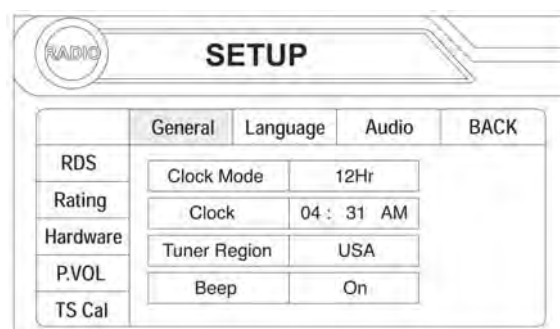 RADIO
SETUP
General Language Audio BACK
RDS
Rating
Hardware
P.VOL
TS Cal
Clock Mode 12Hr
Clock 04 : 31 AM
Tuner Region USA
Beep On